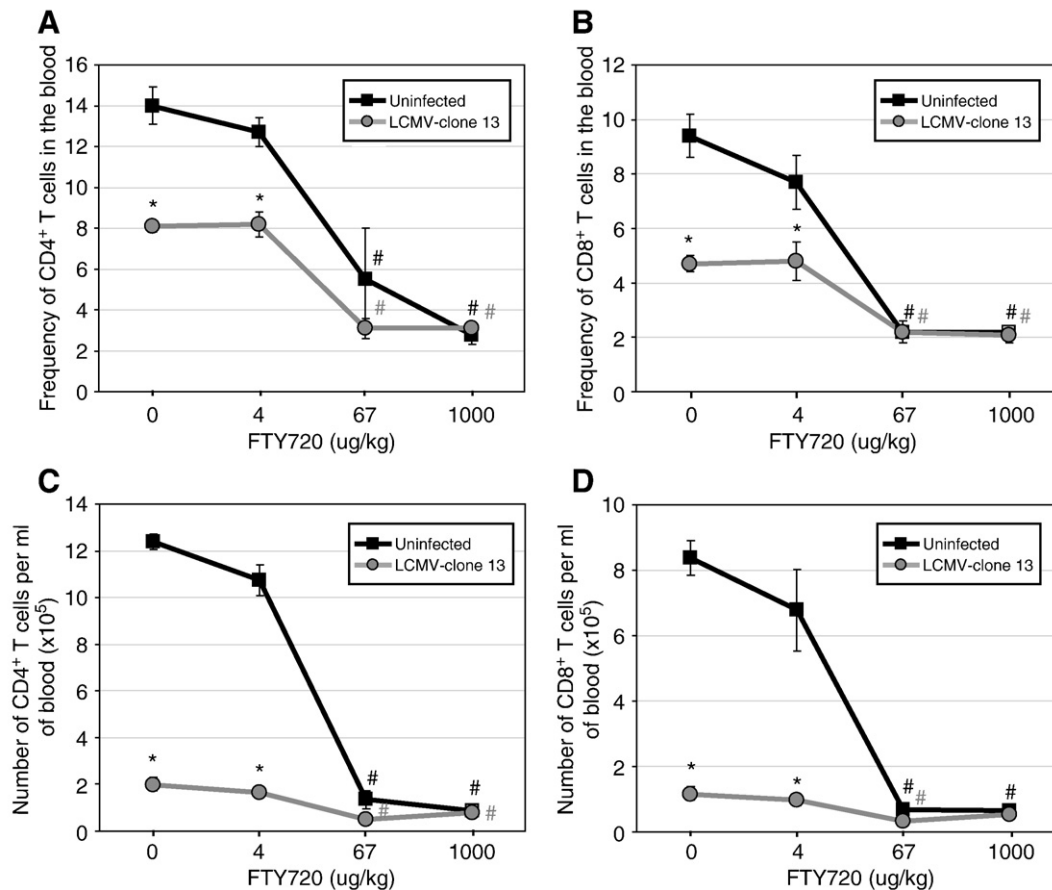 A
Frequency of CD4⁺ T cells in the blood
16
14
12
10
8
6
4
2
0
Uninfected
LCMV-clone 13
*
*
#
#
#
#
0 4 67 1000
FTY720 (ug/kg)
B
Frequency of CD8⁺ T cells in the blood
12
10
8
6
4
2
0
Uninfected
LCMV-clone 13
*
*
#
#
#
#
0 4 67 1000
FTY720 (ug/kg)
C
Number of CD4⁺ T cells per ml
of blood (x10⁵)
14
12
10
8
6
4
2
0
Uninfected
LCMV-clone 13
*
*
#
#
#
#
0 4 67 1000
FTY720 (ug/kg)
D
Number of CD8⁺ T cells per ml
of blood (x10⁵)
10
8
6
4
2
0
Uninfected
LCMV-clone 13
*
*
#
#
#
0 4 67 1000
FTY720 (ug/kg)